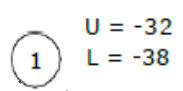 U = -32
1
L = -38